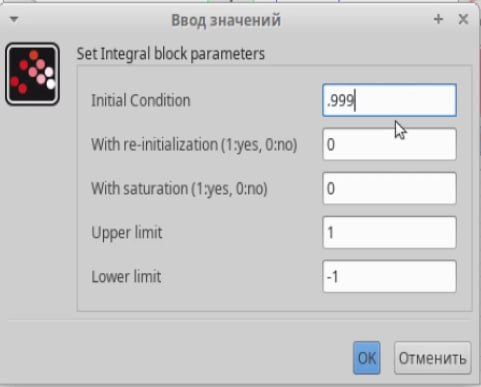 Ввод значений
Set Integral block parameters
Initial Condition .999
With re-initialization (1:yes, 0:no) 0
With saturation (1:yes, 0:no) 0
Upper limit 1
Lower limit -1
OK Отменить